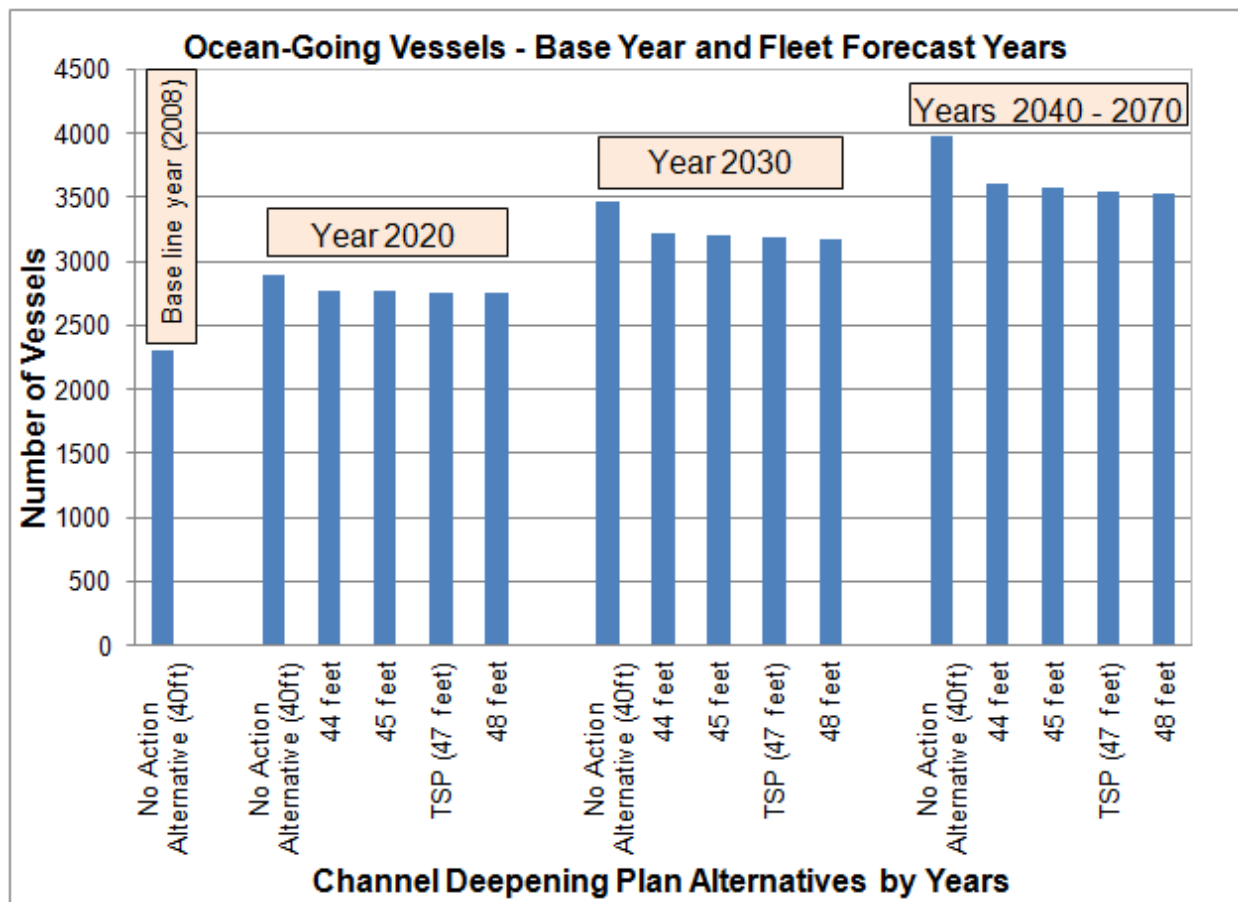 Ocean-Going Vessels - Base Year and Fleet Forecast Years
Number of Vessels
4500
4000
3500
3000
2500
2000
1500
1000
500
0
Base line year (2008)
Year 2020
Year 2030
Years 2040 - 2070
No Action
Alternative (40ft)
No Action
Alternative (40ft)
44 feet
45 feet
TSP (47 feet)
48 feet
No Action
Alternative (40ft)
44 feet
45 feet
TSP (47 feet)
48 feet
No Action
Alternative (40ft)
44 feet
45 feet
TSP (47 feet)
48 feet
Channel Deepening Plan Alternatives by Years